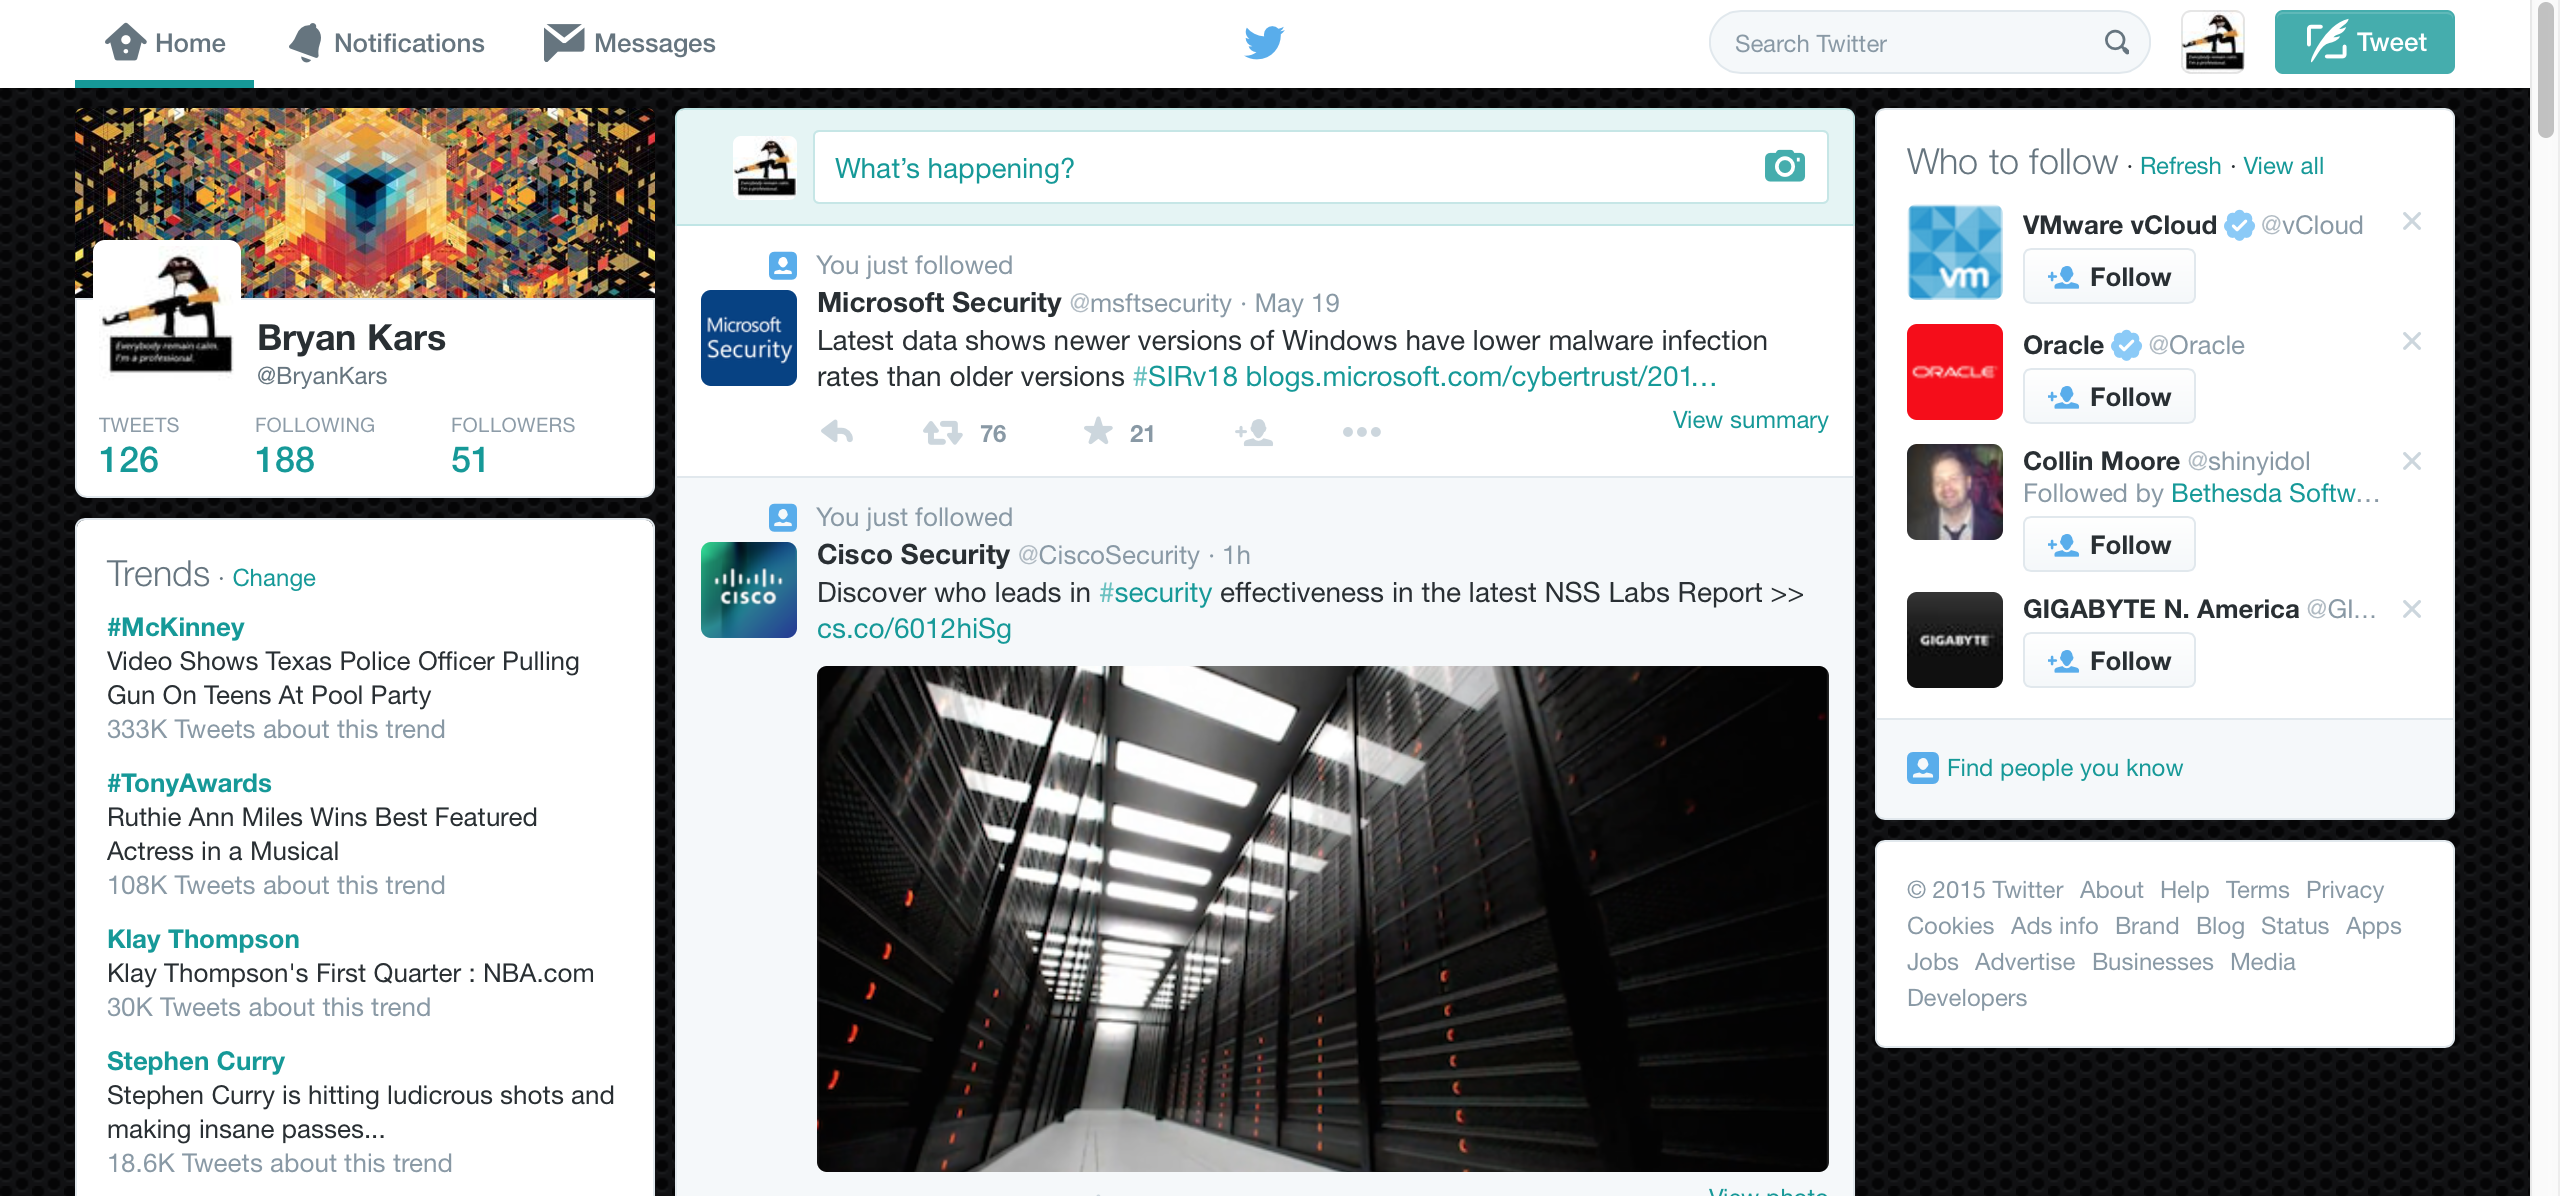 Home
Notifications
Messages
Search Twitter
Tweet
Everybody remain calm.
I'm a professional.
Bryan Kars
@BryanKars
TWEETS
FOLLOWING
FOLLOWERS
126
188
51
Trends · Change
#McKinney
Video Shows Texas Police Officer Pulling
Gun On Teens At Pool Party
333K Tweets about this trend
#TonyAwards
Ruthie Ann Miles Wins Best Featured
Actress in a Musical
108K Tweets about this trend
Klay Thompson
Klay Thompson's First Quarter : NBA.com
30K Tweets about this trend
Stephen Curry
Stephen Curry is hitting ludicrous shots and
making insane passes...
18.6K Tweets about this trend
What's happening?
You just followed
Microsoft
Security
Microsoft Security @msftsecurity · May 19
Latest data shows newer versions of Windows have lower malware infection
rates than older versions #SIRv18 blogs.microsoft.com/cybertrust/201…
76
21
View summary
You just followed
CISCO
Cisco Security @CiscoSecurity · 1h
Discover who leads in #security effectiveness in the latest NSS Labs Report >>
cs.co/6012hiSg
View photo
Who to follow · Refresh · View all
vm
VMware vCloud @vCloud
Follow
ORACLE
Oracle @Oracle
Follow
Collin Moore @shinyidol
Followed by Bethesda Softw…
Follow
GIGABYTE
GIGABYTE N. America @GI…
Follow
Find people you know
© 2015 Twitter About Help Terms Privacy
Cookies Ads info Brand Blog Status Apps
Jobs Advertise Businesses Media
Developers